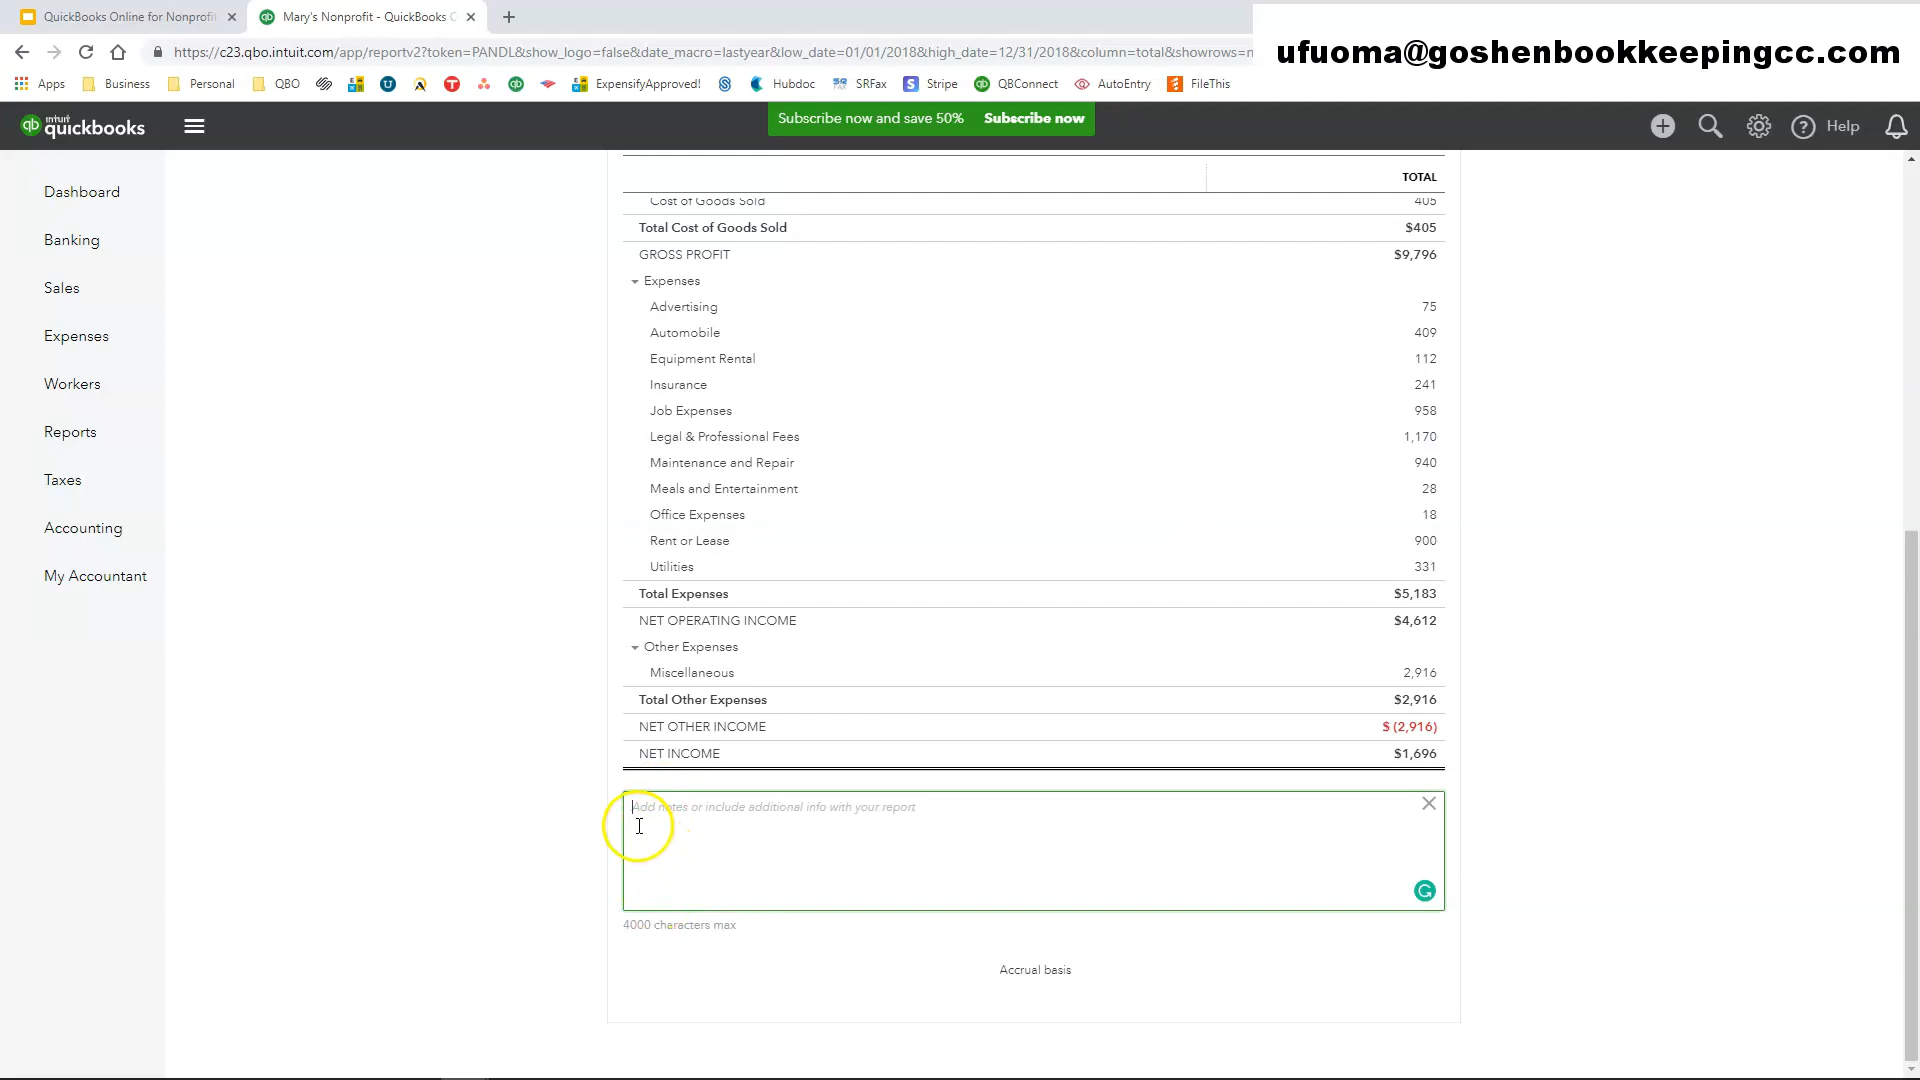 QuickBooks Online for Nonprofit
Mary's Nonprofit - QuickBooks
https://c23.qbo.intuit.com/app/reportv2?token=PANDL&show_logo=false&date_macro=lastyear&low_date=01/01/2018&high_date=12/31/2018&column=total&showrows=n
ufuoma@goshenbookkeepingcc.com
Apps Business Personal QBO ExpensifyApproved! Hubdoc SRFax Stripe QBConnect AutoEntry FileThis
intuit quickbooks
Subscribe now and save 50% Subscribe now
Help
Dashboard
Banking
Sales
Expenses
Workers
Reports
Taxes
Accounting
My Accountant
TOTAL
Cost of Goods Sold 405
Total Cost of Goods Sold $405
GROSS PROFIT $9,796
Expenses
Advertising 75
Automobile 409
Equipment Rental 112
Insurance 241
Job Expenses 958
Legal & Professional Fees 1,170
Maintenance and Repair 940
Meals and Entertainment 28
Office Expenses 18
Rent or Lease 900
Utilities 331
Total Expenses $5,183
NET OPERATING INCOME $4,612
Other Expenses
Miscellaneous 2,916
Total Other Expenses $2,916
NET OTHER INCOME $ (2,916)
NET INCOME $1,696
Add notes or include additional info with your report
4000 characters max
Accrual basis